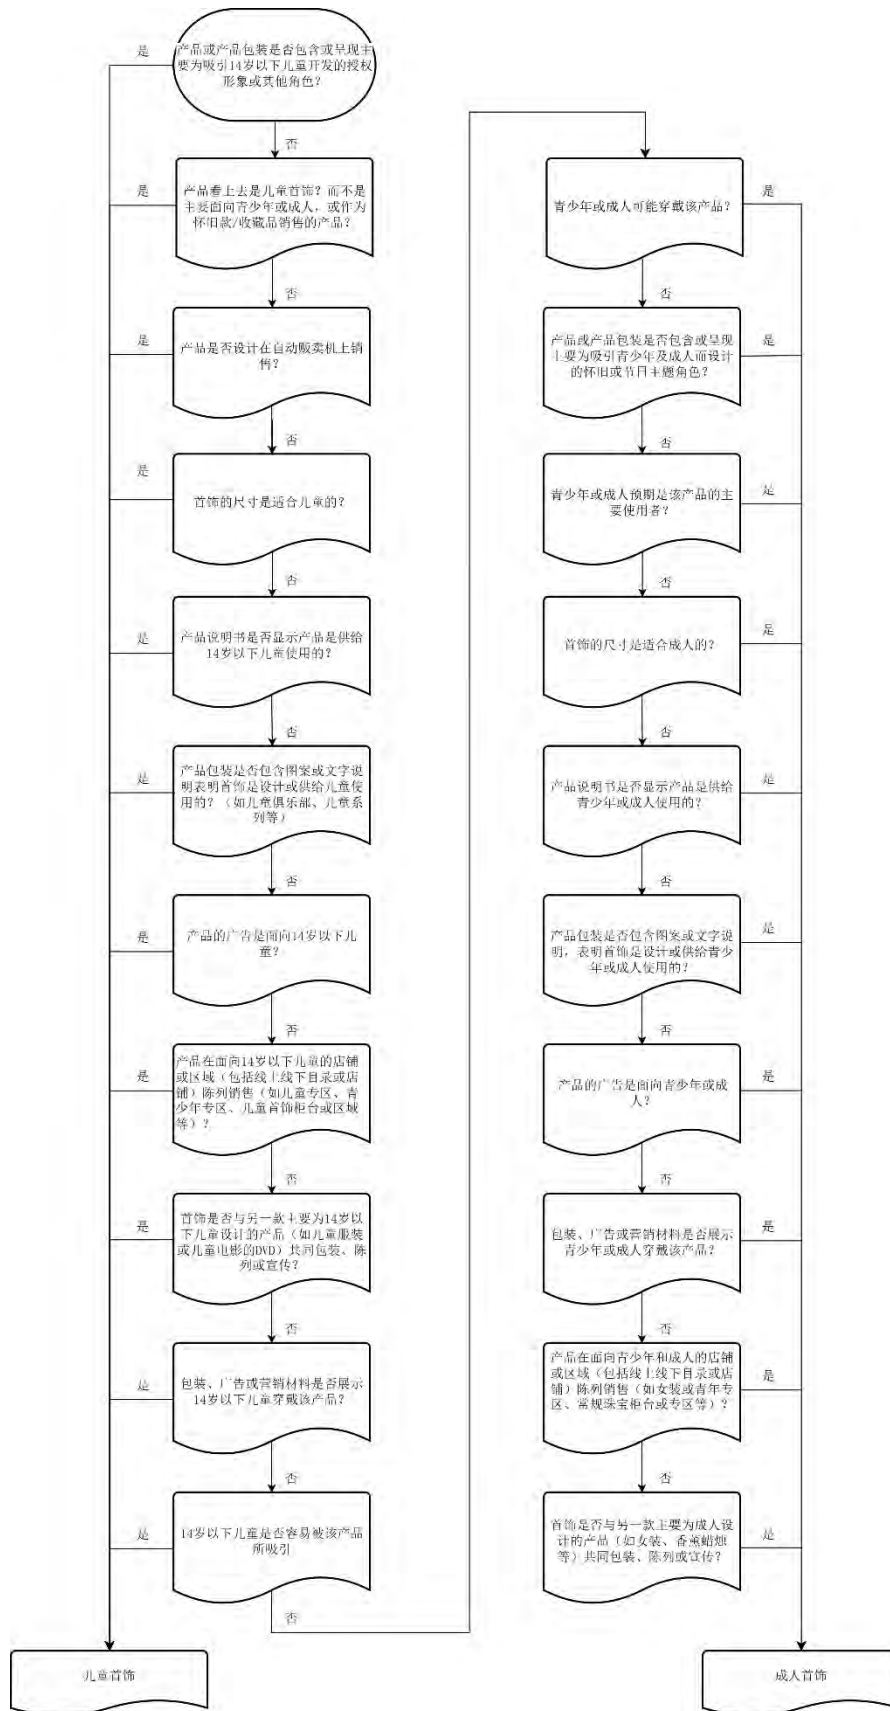 产品或产品包装是否包含或呈现主
要为吸引14岁以下儿童开发的授权
形象或其他角色?
是
否
产品看上去是儿童首饰?而不是
主要面向青少年或成人,或作为
怀旧款/收藏品销售的产品?
是
否
产品是否设计在自动贩卖机上销
售?
是
否
首饰的尺寸是适合儿童的?
是
否
产品说明书是否显示产品是供给
14岁以下儿童使用的?
是
否
产品包装是否包含图案或文字说
明表明首饰是设计或供给儿童使
用的?(如儿童俱乐部、儿童系
列等)
是
否
产品的广告是面向14岁以下儿
童?
是
否
产品在面向14岁以下儿童的店铺
或区域(包括线上线下目录或店
铺)陈列销售(如儿童专区、青
少年专区、儿童首饰柜台或区域
等)?
是
否
首饰是否与另一款主要为14岁以
下儿童设计的产品(如儿童服装
或儿童电影的DVD)共同包装、陈
列或宣传?
是
否
包装、广告或营销材料是否展示
14岁以下儿童穿戴该产品?
是
否
14岁以下儿童是否容易被该产品
所吸引
是
否
儿童首饰
青少年或成人可能穿戴该产品?
是
否
产品或产品包装是否包含或呈现
主要为吸引青少年及成人而设计
的怀旧或节日主题角色?
是
否
青少年或成人预期是该产品的主
要使用者?
是
否
首饰的尺寸是适合成人的?
是
否
产品说明书是否显示产品是供给
青少年或成人使用的?
是
否
产品包装是否包含图案或文字说
明,表明首饰是设计或供给青少
年或成人使用的?
是
否
产品的广告是面向青少年或成
人?
是
否
包装、广告或营销材料是否展示
青少年或成人穿戴该产品?
是
否
产品在面向青少年和成人的店铺
或区域(包括线上线下目录或店
铺)陈列销售(如女装或青年专
区、常规珠宝柜台或专区等)?
是
否
首饰是否与另一款主要为成人设
计的产品(如女装、香薰蜡烛
等)共同包装、陈列或宣传?
是
成人首饰